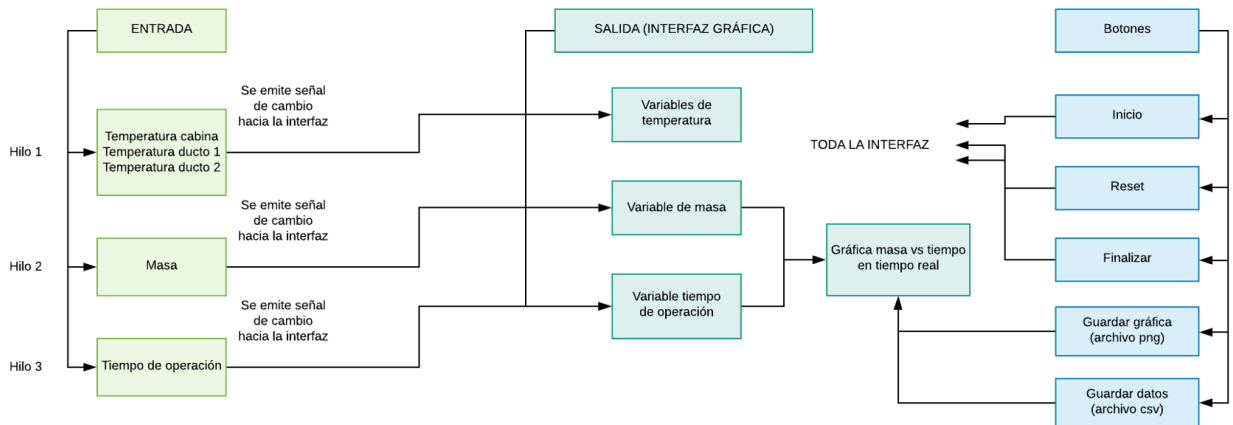 ENTRADA
SALIDA (INTERFAZ GRÁFICA)
Botones
Se emite señal
de cambio
hacia la interfaz
Hilo 1
Temperatura cabina
Temperatura ducto 1
Temperatura ducto 2
Variables de
temperatura
TODA LA INTERFAZ
Inicio
Reset
Se emite señal
de cambio
hacia la interfaz
Hilo 2
Masa
Variable de masa
Gráfica masa vs tiempo
en tiempo real
Finalizar
Se emite señal
de cambio
hacia la interfaz
Hilo 3
Tiempo de operación
Variable tiempo
de operación
Guardar gráfica
(archivo png)
Guardar datos
(archivo csv)